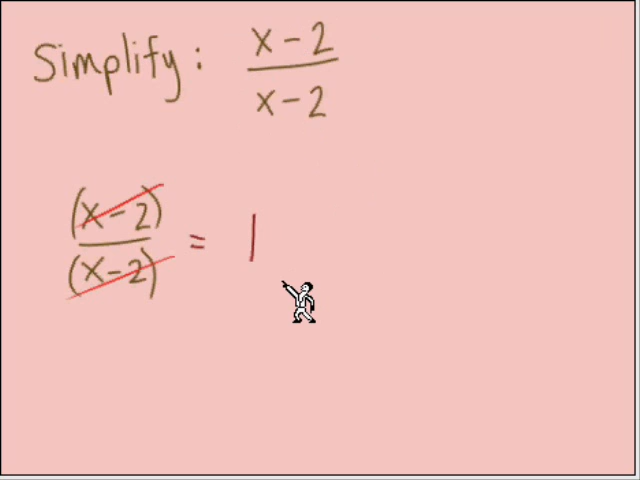 Simplify: x-2
x-2
(x-2)
(x-2) = 1